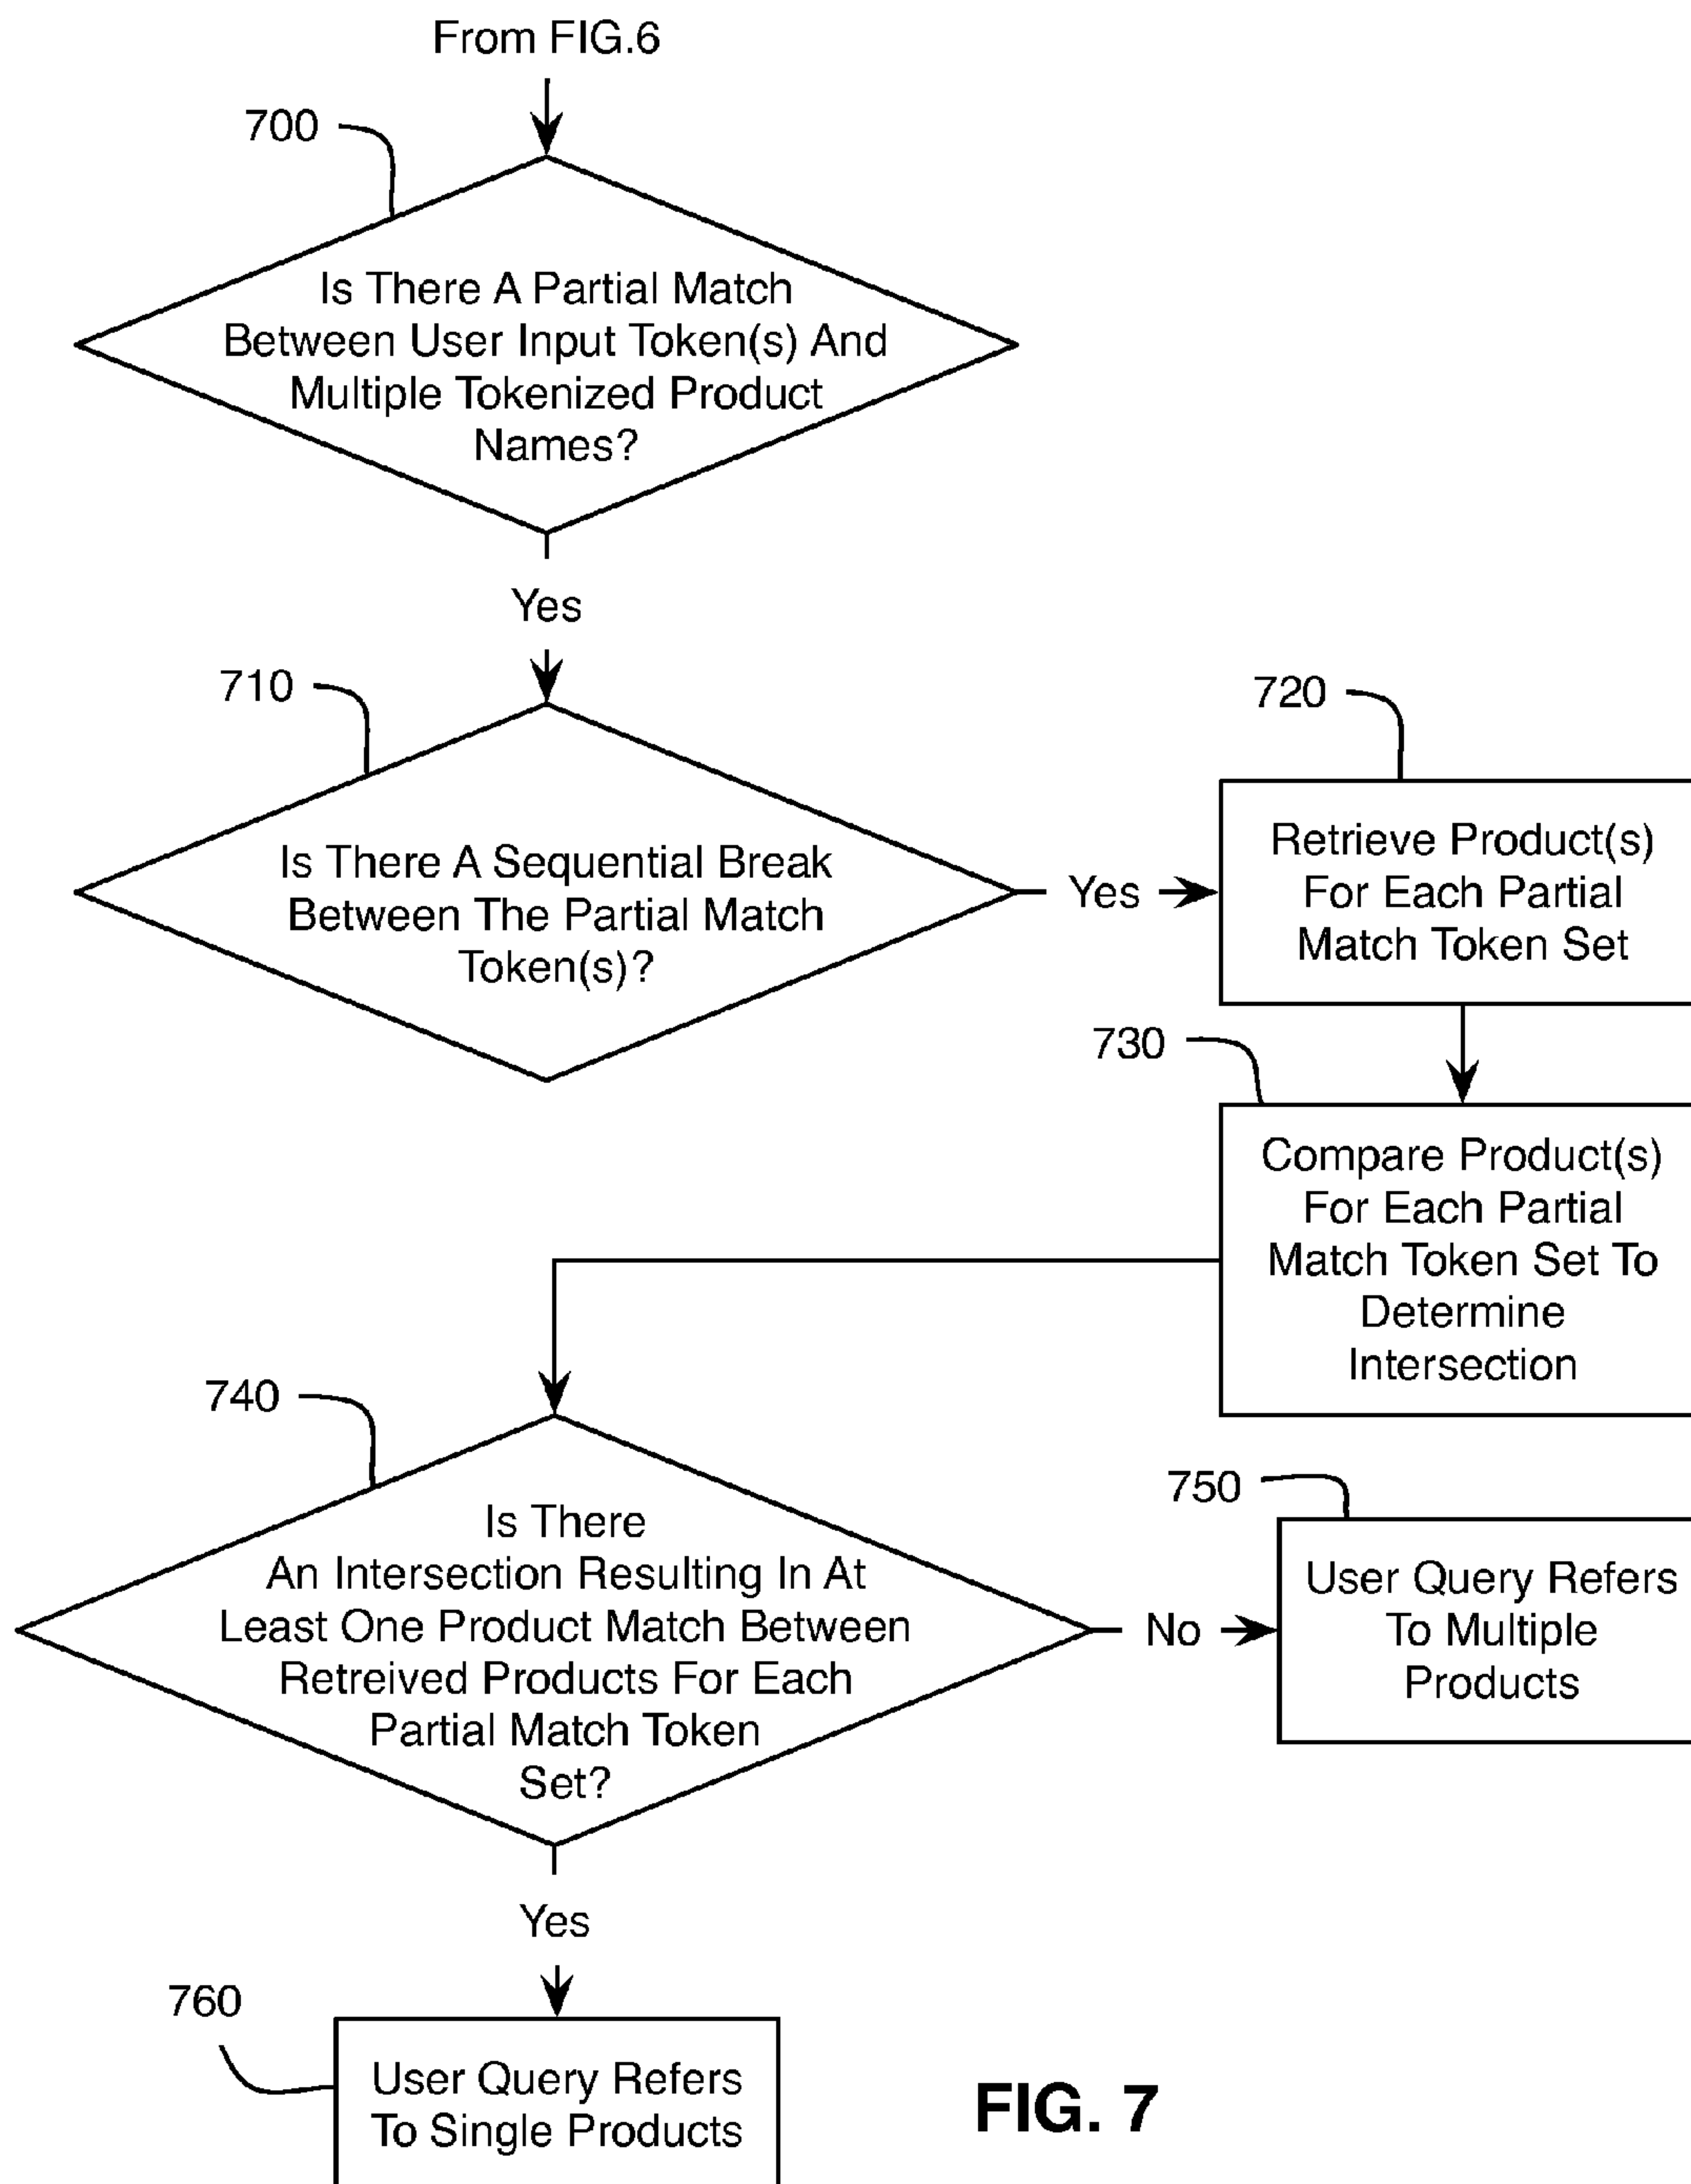 From FIG.6
700
Is There A Partial Match
Between User Input Token(s) And
Multiple Tokenized Product
Names?
Yes
710
Is There A Sequential Break
Between The Partial Match
Token(s)?
Yes
720
Retrieve Product(s)
For Each Partial
Match Token Set
730
Compare Product(s)
For Each Partial
Match Token Set To
Determine
Intersection
740
Is There
An Intersection Resulting In At
Least One Product Match Between
Retreived Products For Each
Partial Match Token
Set?
No
750
User Query Refers
To Multiple
Products
Yes
760
User Query Refers
To Single Products
FIG. 7